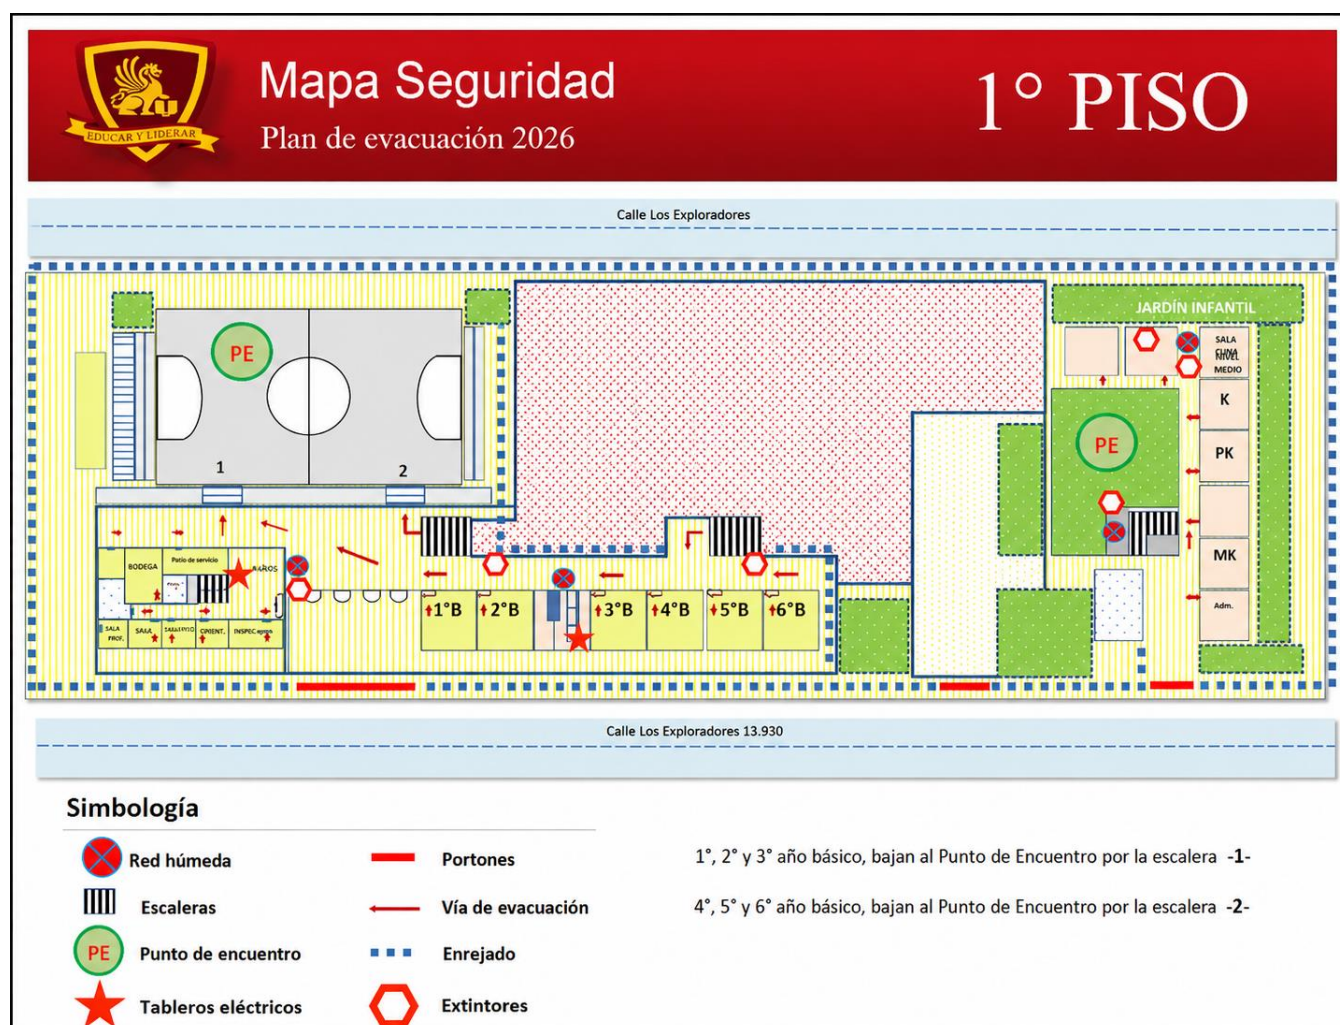 EDUCAR Y LIDERAR
Mapa Seguridad
Plan de evacuación 2026
1° PISO
Calle Los Exploradores
JARDÍN INFANTIL
PE
SALA
MEDIO
K
PE
PK
1
2
MK
Adm.
BODEGA
Patio de servicio
SALA
PROF.
SALA
ORIENT.
1°B
2°B
3°B
4°B
5°B
6°B
Calle Los Exploradores 13.930
Simbología
Red húmeda
Portones
1°, 2° y 3° año básico, bajan al Punto de Encuentro por la escalera -1-
Escaleras
Vía de evacuación
4°, 5° y 6° año básico, bajan al Punto de Encuentro por la escalera -2-
PE
Punto de encuentro
Enrejado
Tableros eléctricos
Extintores